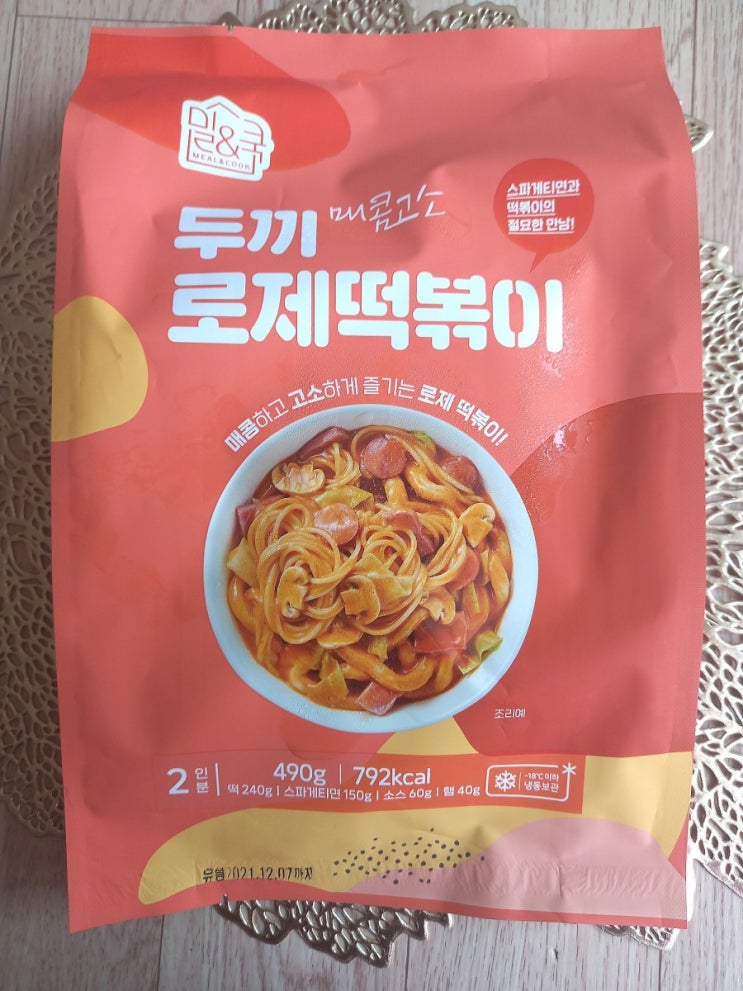 밀&쿡
MEAL&COOK
스파게티면과
떡볶이의
절묘한 만남!
두끼 매콤고소
로제떡볶이
매콤하고 고소하게 즐기는 로제 떡볶이!
조리예
2인분 490g | 792kcal
떡 240g | 스파게티면 150g | 소스 60g | 햄 40g
-18℃ 이하
냉동보관
유형2021.12.07까지